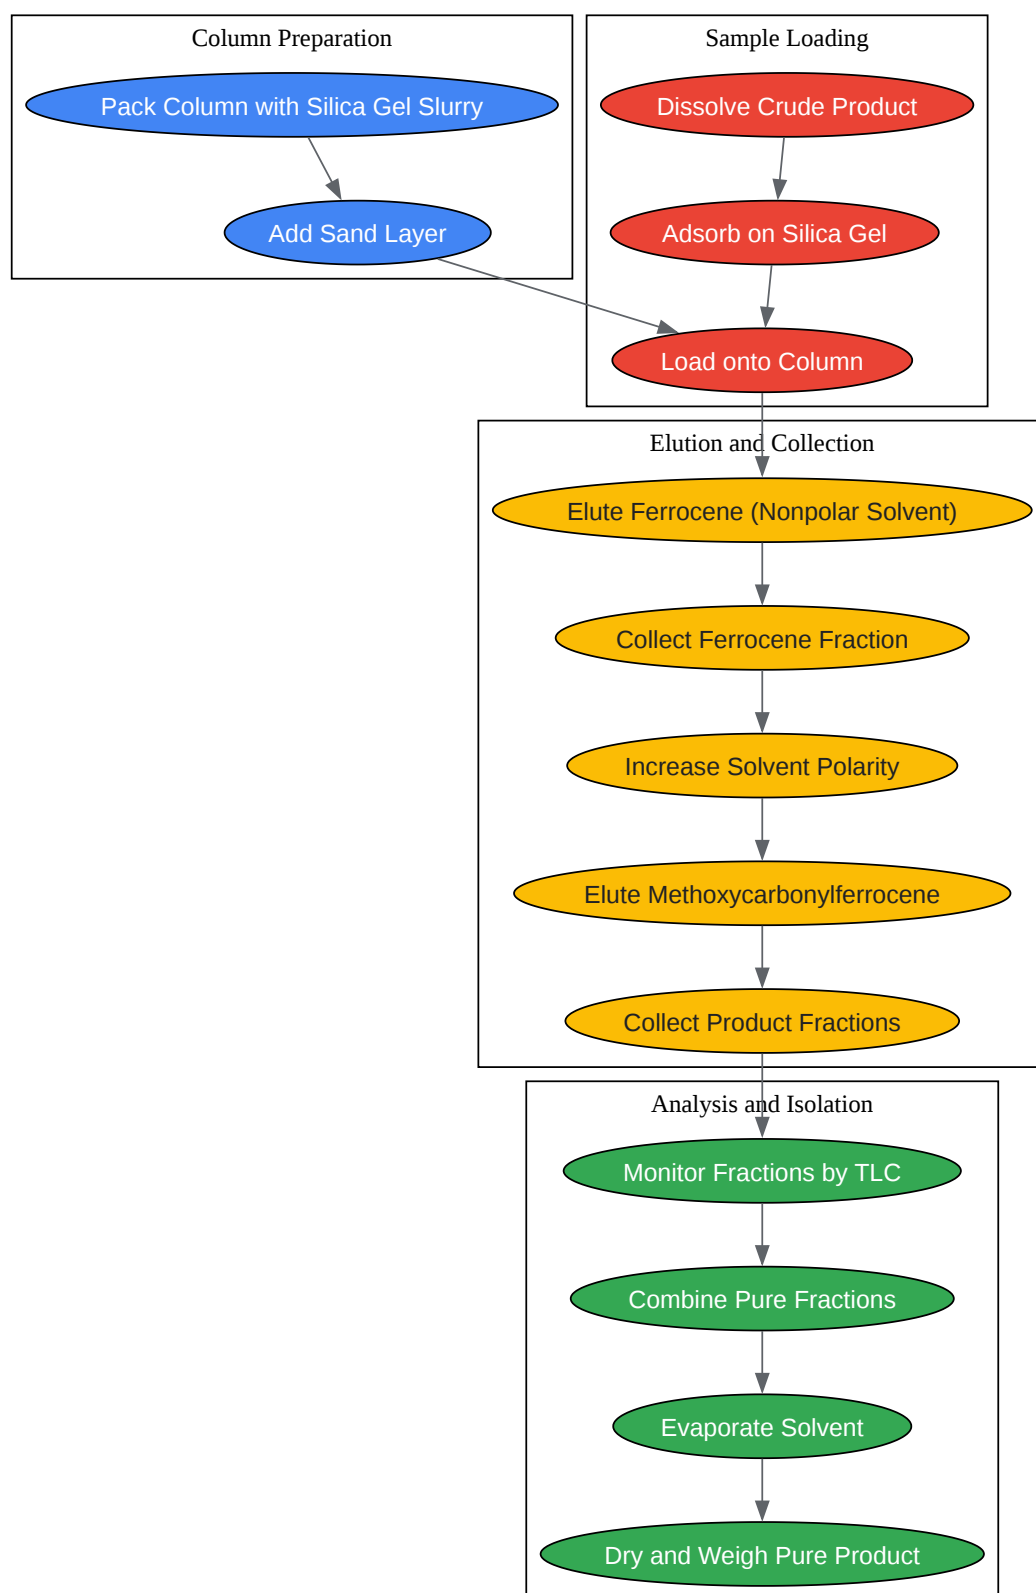 Column Preparation
Pack Column with Silica Gel Slurry
Add Sand Layer
Sample Loading
Dissolve Crude Product
Adsorb on Silica Gel
Load onto Column
Elution and Collection
Elute Ferrocene (Nonpolar Solvent)
Collect Ferrocene Fraction
Increase Solvent Polarity
Elute Methoxycarbonylferrocene
Collect Product Fractions
Analysis and Isolation
Monitor Fractions by TLC
Combine Pure Fractions
Evaporate Solvent
Dry and Weigh Pure Product